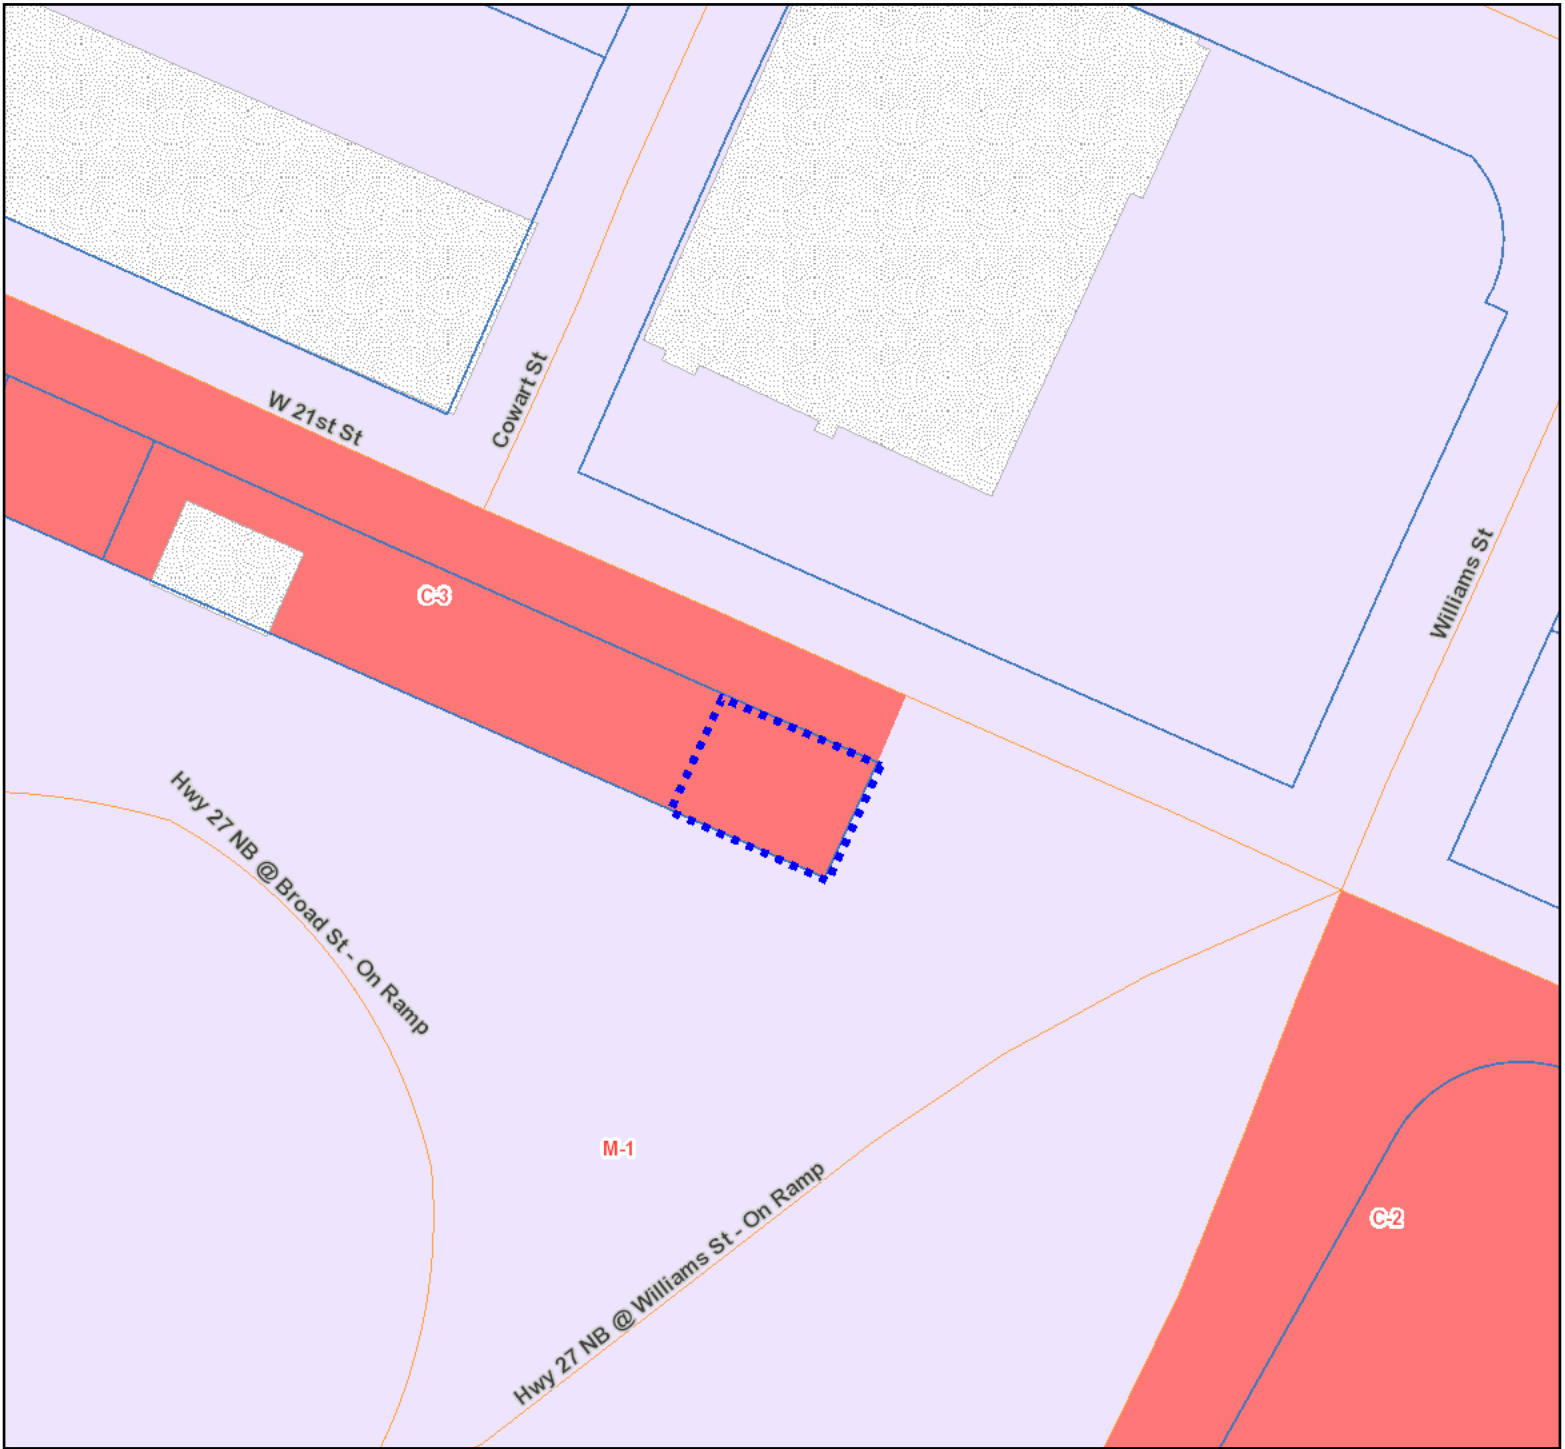 W 21st St
Cowart St
Williams St
C-3
Hwy 27 NB @ Broad St - On Ramp
M-1
Hwy 27 NB @ Williams St - On Ramp
C-2